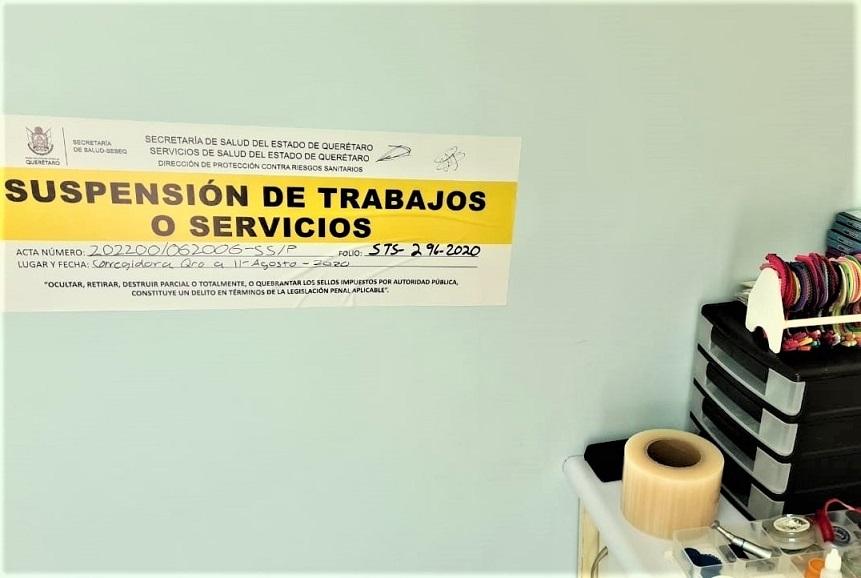 QUERÉTARO
SECRETARÍA
DE SALUD-SESEQ
SECRETARÍA DE SALUD DEL ESTADO DE QUERÉTARO
SERVICIOS DE SALUD DEL ESTADO DE QUERÉTARO
DIRECCIÓN DE PROTECCIÓN CONTRA RIESGOS SANITARIOS
SUSPENSIÓN DE TRABAJOS
O SERVICIOS
ACTA NÚMERO: 202200/062006-SS/P FOLIO: STS-296-2020
LUGAR Y FECHA: Corregidora Qro a 11-Agosto-2020
"OCULTAR, RETIRAR, DESTRUIR PARCIAL O TOTALMENTE, O QUEBRANTAR LOS SELLOS IMPUESTOS POR AUTORIDAD PÚBLICA,
CONSTITUYE UN DELITO EN TÉRMINOS DE LA LEGISLACIÓN PENAL APLICABLE".